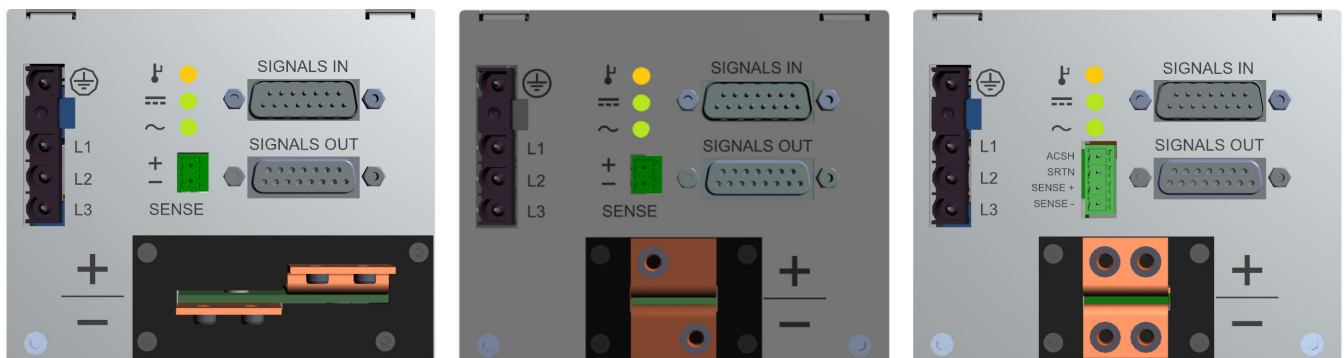 SIGNALS IN
L1
SIGNALS OUT
+
−
L2
L3
SENSE
+
−
SIGNALS IN
L1
SIGNALS OUT
+
−
L2
L3
SENSE
+
−
SIGNALS IN
L1
SIGNALS OUT
ACSH
SRTN
L2
SENSE +
L3
SENSE -
+
−